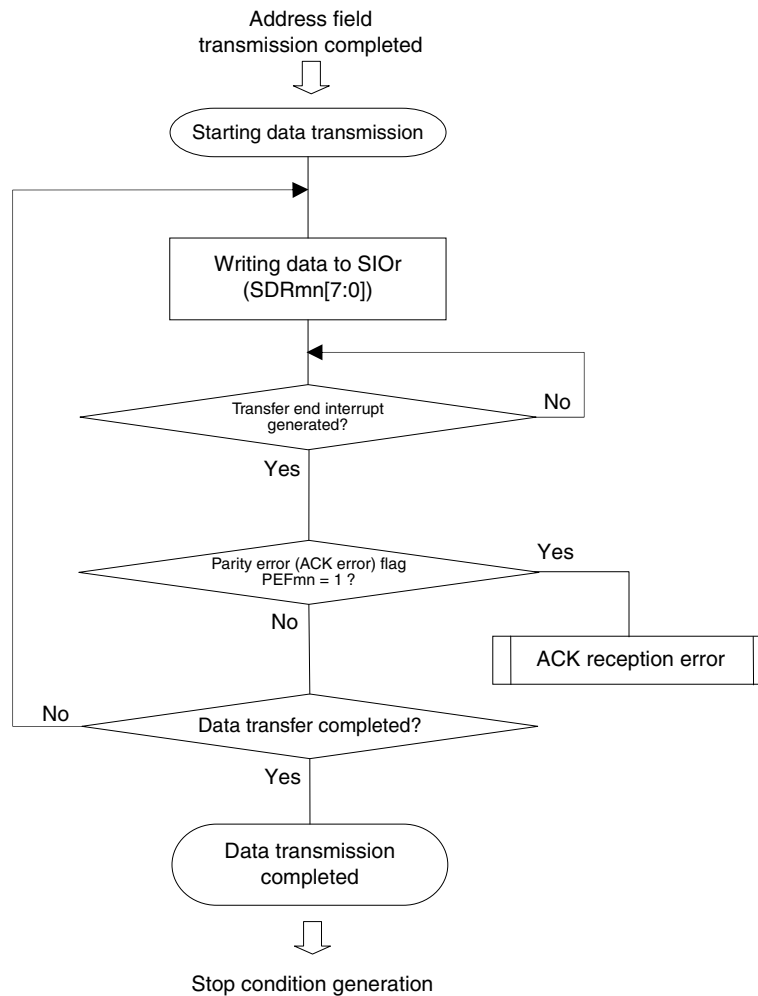 Address field
transmission completed
Starting data transmission
Writing data to SIOr
(SDRmn[7:0])
Transfer end interrupt
generated?
No
Yes
Parity error (ACK error) flag
PEFmn = 1 ?
Yes
No
ACK reception error
Data transfer completed?
No
Yes
Data transmission
completed
Stop condition generation